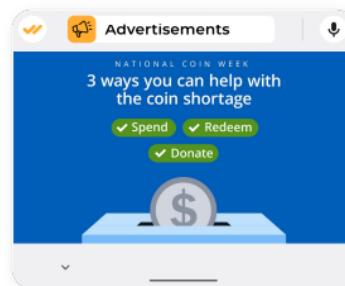 Advertisements
NATIONAL COIN WEEK
3 ways you can help with
the coin shortage
Spend
Redeem
Donate
$